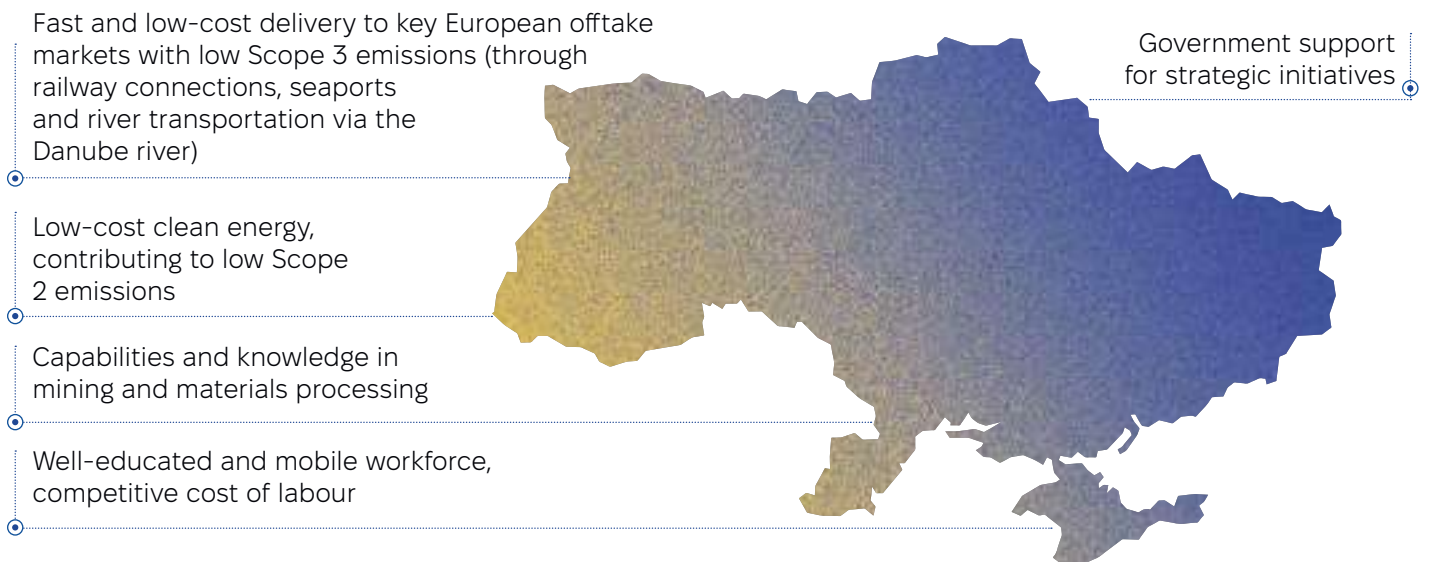 Fast and low-cost delivery to key European offtake
markets with low Scope 3 emissions (through
railway connections, seaports
and river transportation via the
Danube river)
Low-cost clean energy,
contributing to low Scope
2 emissions
Capabilities and knowledge in
mining and materials processing
Well-educated and mobile workforce,
competitive cost of labour
Government support
for strategic initiatives